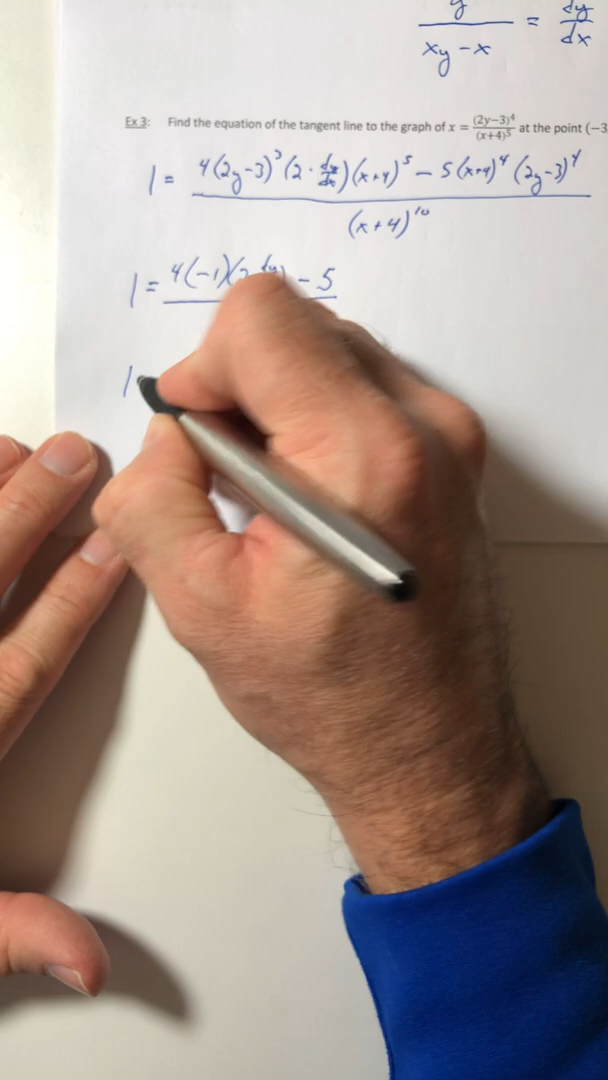 y/(xy-x) = dy/dx
Ex 3: Find the equation of the tangent line to the graph of x = (2y−3)^4/(x+4)^5 at the point (−3
1 = 4(2y-3)^3(2·dy/dx)(x+4)^5 - 5(x+4)^4(2y-3)^4
(x+4)^10
1 = 4(-1)(2 dy - 5
1